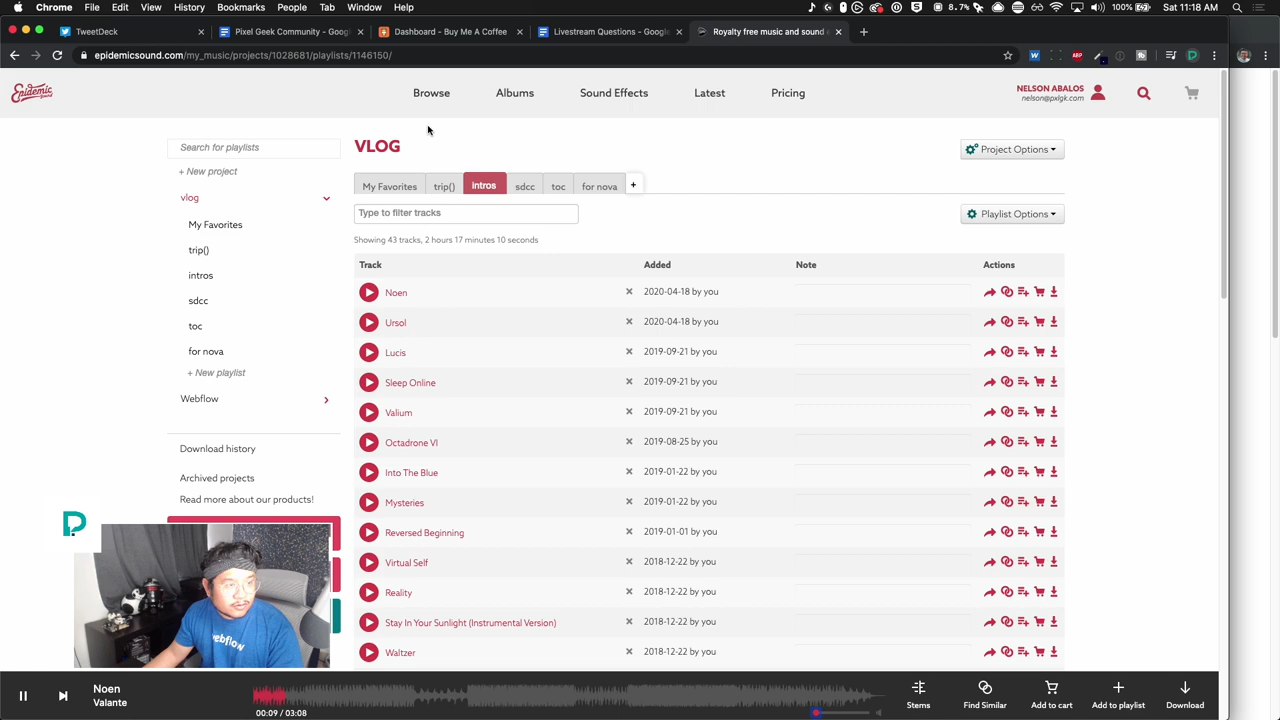 Chrome File Edit View History Bookmarks People Tab Window Help 8.7% 100% Sat 11:18 AM
TweetDeck Pixel Geek Community - Googl Dashboard - Buy Me A Coffee Livestream Questions - Google Royalty free music and sound
epidemicsound.com/my_music/projects/1028681/playlists/1146150/
Epidemic Sound
Browse Albums Sound Effects Latest Pricing
NELSON ABALOS
nelson@pxlgk.com
Search for playlists
+ New project
vlog
My Favorites
trip()
intros
sdcc
toc
for nova
+ New playlist
Webflow
Download history
Archived projects
Read more about our products!
VLOG
Project Options
My Favorites trip() intros sdcc toc for nova +
Type to filter tracks
Playlist Options
Showing 43 tracks, 2 hours 17 minutes 10 seconds
Track Added Note Actions
Noen 2020-04-18 by you
Ursol 2020-04-18 by you
Lucis 2019-09-21 by you
Sleep Online 2019-09-21 by you
Valium 2019-09-21 by you
Octadrone VI 2019-08-25 by you
Into The Blue 2019-01-22 by you
Mysteries 2019-01-22 by you
Reversed Beginning 2019-01-01 by you
Virtual Self 2018-12-22 by you
Reality 2018-12-22 by you
Stay In Your Sunlight (Instrumental Version) 2018-12-22 by you
Waltzer 2018-12-22 by you
webflow
Noen
Valante
00:09 / 03:08
Stems Find Similar Add to cart Add to playlist Download